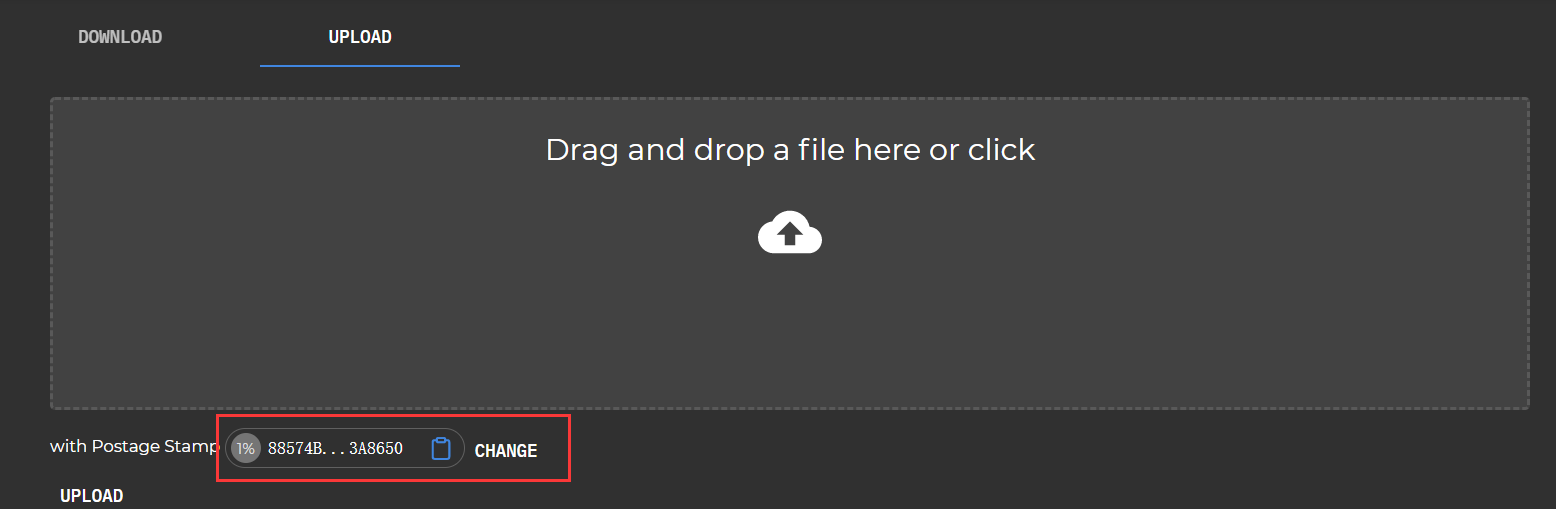 DOWNLOAD UPLOAD
Drag and drop a file here or click
with Postage Stamp 1% 88574B...3A8650 CHANGE
UPLOAD